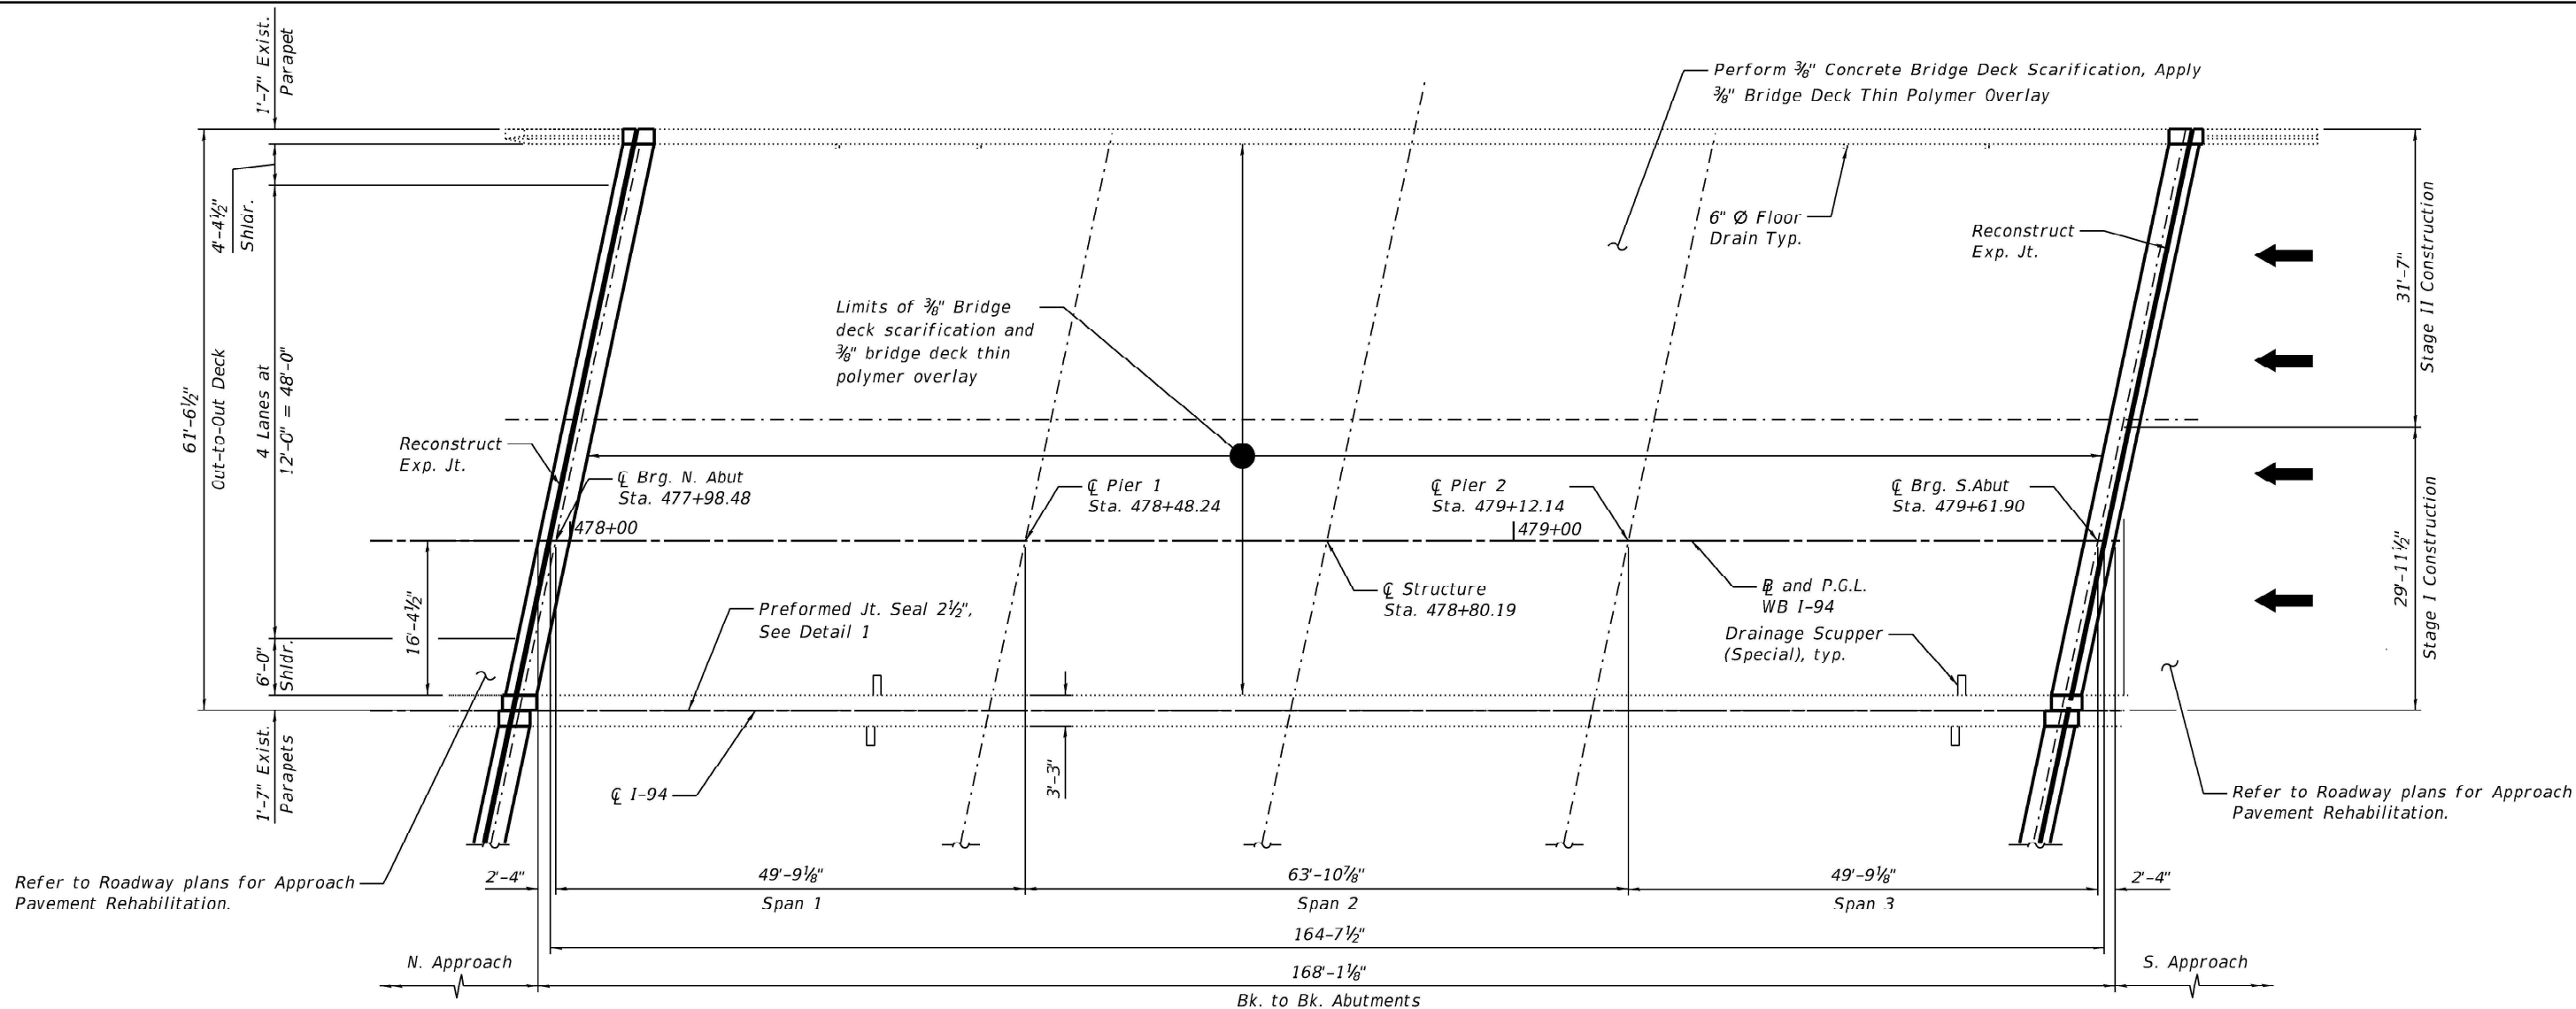 1'-7" Exist.
Parapet
Perform ⅜" Concrete Bridge Deck Scarification, Apply
⅜" Bridge Deck Thin Polymer Overlay
4'-4½"
Shldr.
6" Ø Floor
Drain Typ.
Reconstruct
Exp. Jt.
31'-7"
Stage II Construction
Limits of ⅜" Bridge
deck scarification and
⅜" bridge deck thin
polymer overlay
61'-6½"
Out-to-Out Deck
4 Lanes at
12'-0" = 48'-0"
Reconstruct
Exp. Jt.
℄ Brg. N. Abut
Sta. 477+98.48
478+00
℄ Pier 1
Sta. 478+48.24
℄ Pier 2
Sta. 479+12.14
479+00
℄ Brg. S.Abut
Sta. 479+61.90
29'-11½"
Stage I Construction
16'-4½"
℄ Structure
Sta. 478+80.19
B̲L and P.G.L.
WB I-94
Preformed Jt. Seal 2½",
See Detail 1
Drainage Scupper
(Special), typ.
6'-0"
Shldr.
1'-7" Exist.
Parapets
℄ I-94
3'-3"
Refer to Roadway plans for Approach
Pavement Rehabilitation.
Refer to Roadway plans for Approach
Pavement Rehabilitation.
2'-4"
49'-9⅛"
Span 1
63'-10⅞"
Span 2
49'-9⅛"
Span 3
2'-4"
164-7½"
N. Approach
168'-1⅛"
Bk. to Bk. Abutments
S. Approach